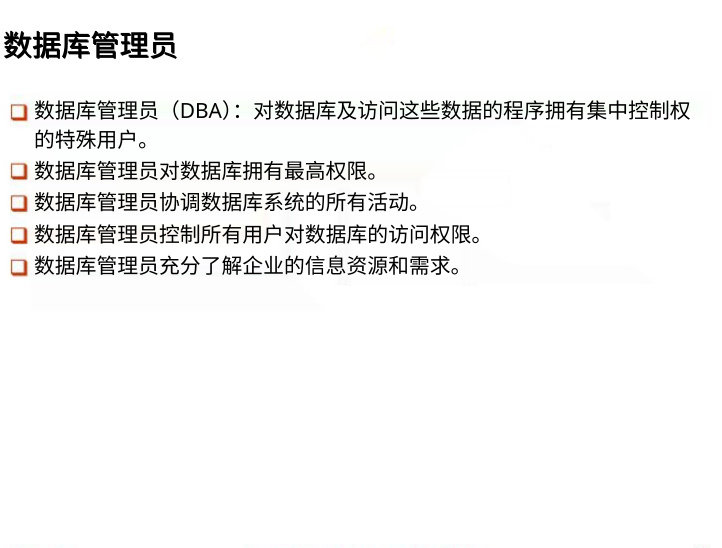 数据库管理员
数据库管理员（DBA）：对数据库及访问这些数据的程序拥有集中控制权
的特殊用户。
数据库管理员对数据库拥有最高权限。
数据库管理员协调数据库系统的所有活动。
数据库管理员控制所有用户对数据库的访问权限。
数据库管理员充分了解企业的信息资源和需求。